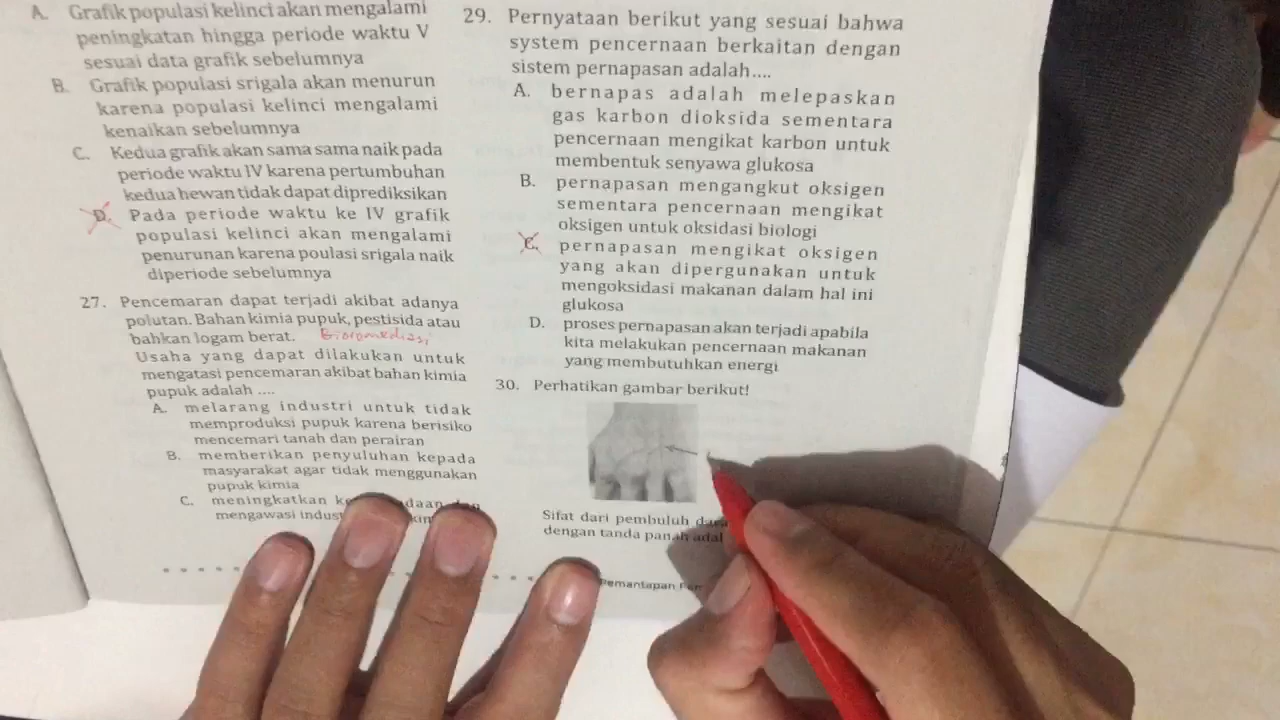 A. Grafik populasi kelinci akan mengalami
peningkatan hingga periode waktu V
sesuai data grafik sebelumnya
B. Grafik populasi srigala akan menurun
karena populasi kelinci mengalami
kenaikan sebelumnya
C. Kedua grafik akan sama sama naik pada
periode waktu IV karena pertumbuhan
kedua hewan tidak dapat diprediksikan
D. Pada periode waktu ke IV grafik
populasi kelinci akan mengalami
penurunan karena poulasi srigala naik
diperiode sebelumnya
27. Pencemaran dapat terjadi akibat adanya
polutan. Bahan kimia pupuk, pestisida atau
bahkan logam berat.
Usaha yang dapat dilakukan untuk
mengatasi pencemaran akibat bahan kimia
pupuk adalah ....
A. melarang industri untuk tidak
memproduksi pupuk karena berisiko
mencemari tanah dan perairan
B. memberikan penyuluhan kepada
masyarakat agar tidak menggunakan
pupuk kimia
C. meningkatkan
mengawasi
29. Pernyataan berikut yang sesuai bahwa
system pencernaan berkaitan dengan
sistem pernapasan adalah....
A. bernapas adalah melepaskan
gas karbon dioksida sementara
pencernaan mengikat karbon untuk
membentuk senyawa glukosa
B. pernapasan mengangkut oksigen
sementara pencernaan mengikat
oksigen untuk oksidasi biologi
C. pernapasan mengikat oksigen
yang akan dipergunakan untuk
mengoksidasi makanan dalam hal ini
glukosa
D. proses pernapasan akan terjadi apabila
kita melakukan pencernaan makanan
yang membutuhkan energi
30. Perhatikan gambar berikut!
Sifat dari pembuluh
dengan tanda panah
Pemantapan